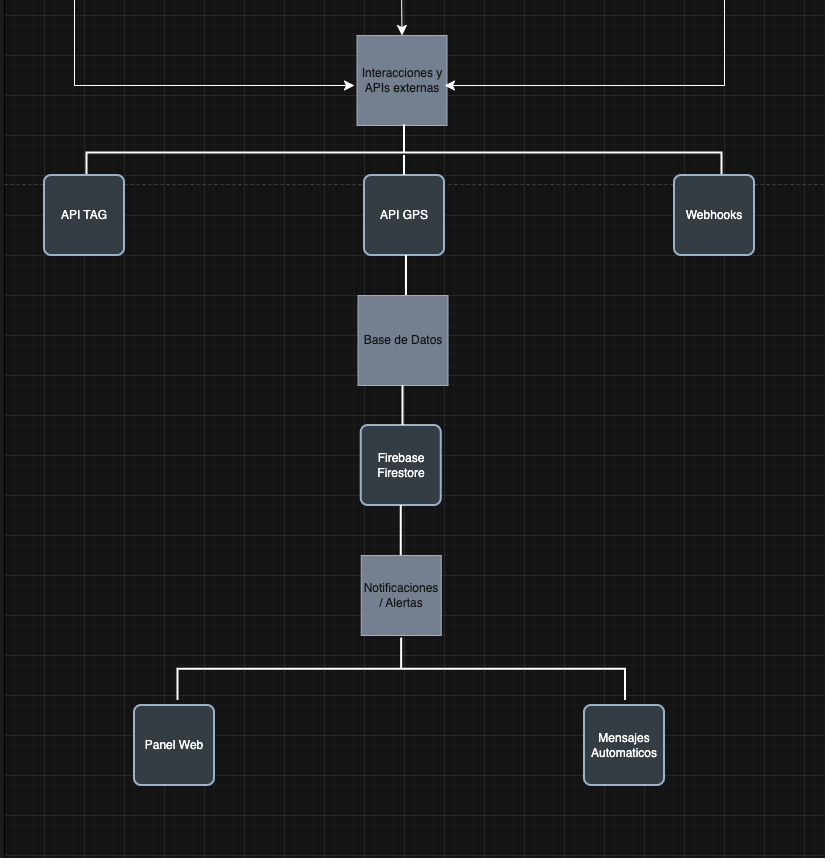 Interacciones y
APIs externas
API TAG
API GPS
Webhooks
Base de Datos
Firebase
Firestore
Notificaciones
/ Alertas
Panel Web
Mensajes
Automaticos